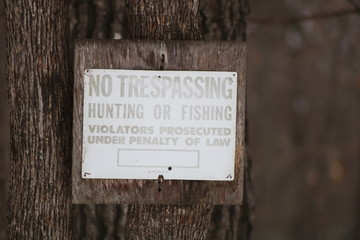 NO TRESPASSING
HUNTING OR FISHING
VIOLATORS PROSECUTED
UNDER PENALTY OF LAW